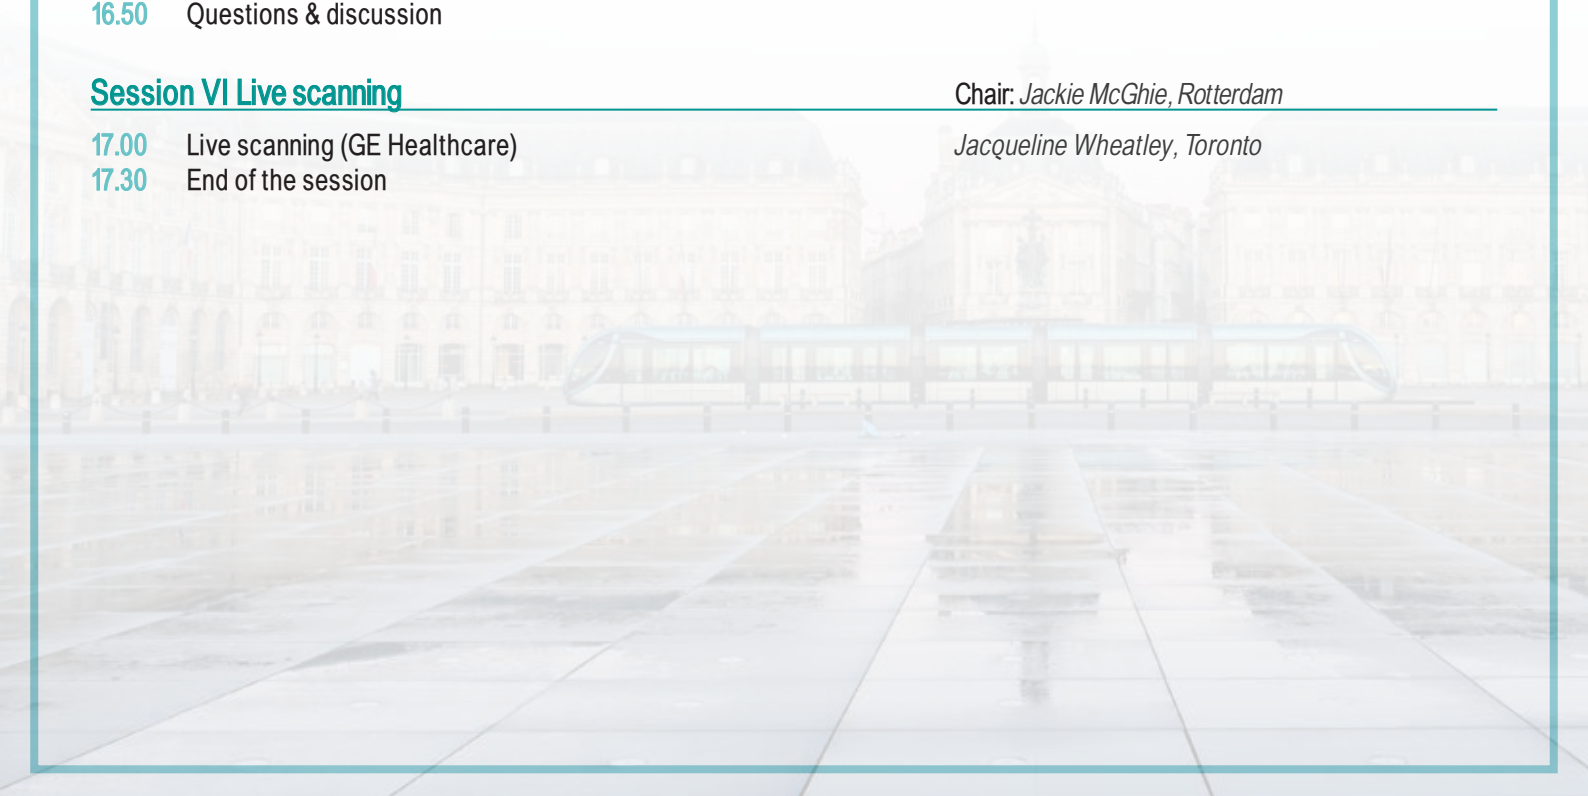 16.50 Questions & discussion
Session VI Live scanning Chair: Jackie McGhie, Rotterdam
17.00 Live scanning (GE Healthcare) Jacqueline Wheatley, Toronto
17.30 End of the session